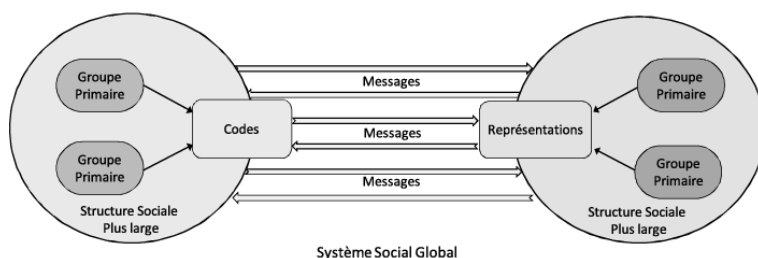 Groupe
Primaire
Groupe
Primaire
Codes
Structure Sociale
Plus large
Messages
Messages
Messages
Représentations
Groupe
Primaire
Groupe
Primaire
Structure Sociale
Plus large
Système Social Global